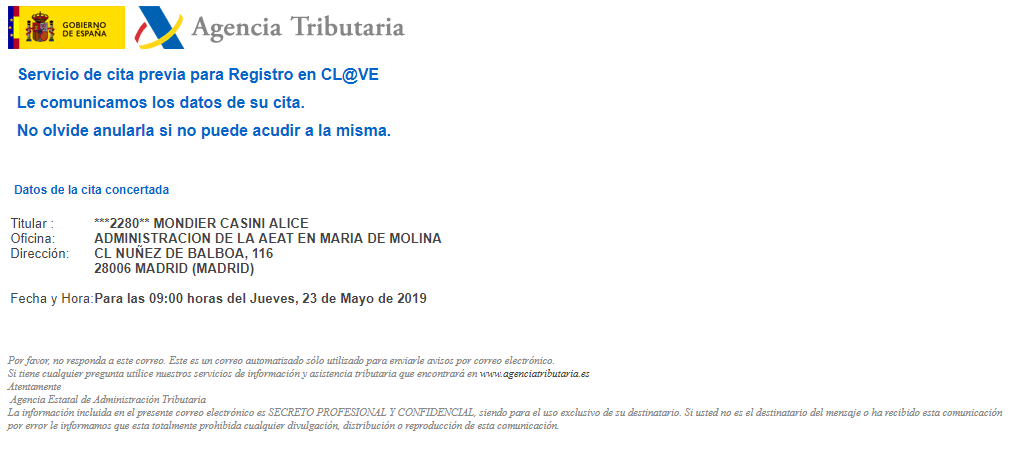 GOBIERNO
DE ESPAÑA
Agencia Tributaria
Servicio de cita previa para Registro en CL@VE
Le comunicamos los datos de su cita.
No olvide anularla si no puede acudir a la misma.
Datos de la cita concertada
Titular : ***2280** MONDIER CASINI ALICE
Oficina: ADMINISTRACION DE LA AEAT EN MARIA DE MOLINA
Dirección: CL NUÑEZ DE BALBOA, 116
28006 MADRID (MADRID)
Fecha y Hora:Para las 09:00 horas del Jueves, 23 de Mayo de 2019
Por favor, no responda a este correo. Este es un correo automatizado sólo utilizado para enviarle avisos por correo electrónico.
Si tiene cualquier pregunta utilice nuestros servicios de información y asistencia tributaria que encontrará en www.agenciatributaria.es
Atentamente
Agencia Estatal de Administración Tributaria
La información incluida en el presente correo electrónico es SECRETO PROFESIONAL Y CONFIDENCIAL, siendo para el uso exclusivo de su destinatario. Si usted no es el destinatario del mensaje o ha recibido esta comunicación
por error le informamos que esta totalmente prohibida cualquier divulgación, distribución o reproducción de esta comunicación.